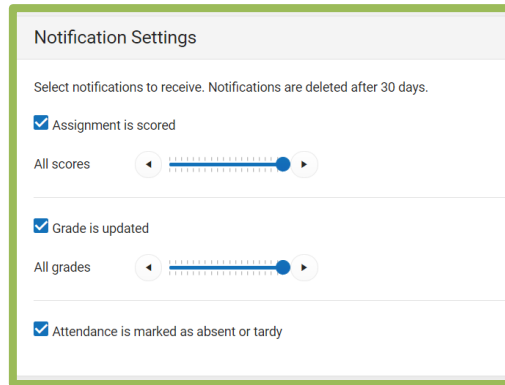 Notification Settings
Select notifications to receive. Notifications are deleted after 30 days.
Assignment is scored
All scores
Grade is updated
All grades
Attendance is marked as absent or tardy